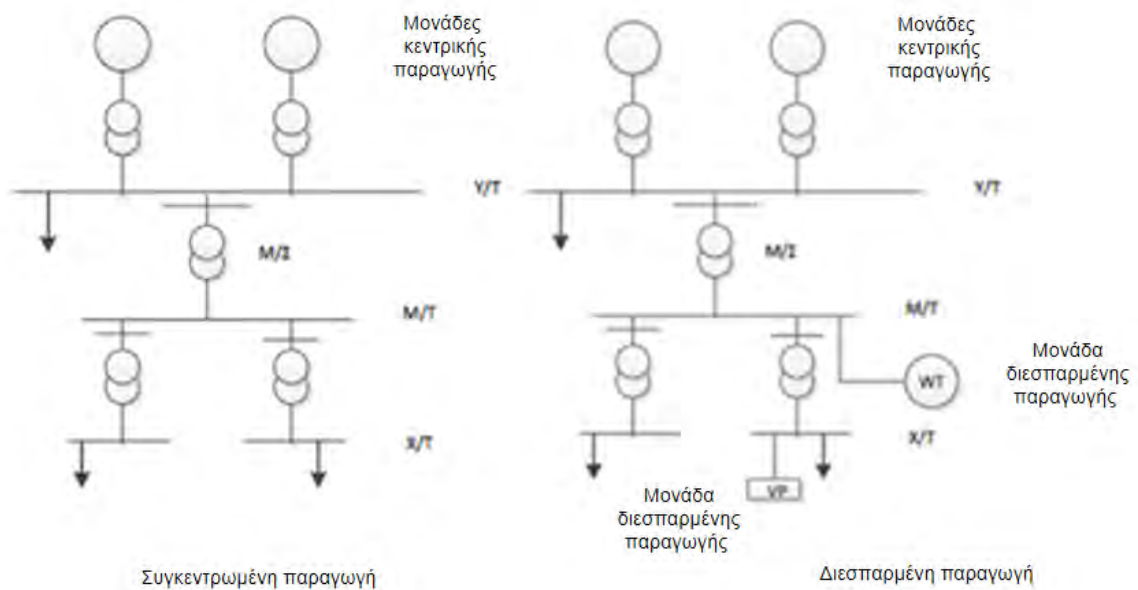 Μονάδες
κεντρικής
παραγωγής
Υ/Τ
Μ/Σ
Μ/Τ
Χ/Τ
Συγκεντρωμένη παραγωγή
Μονάδες
κεντρικής
παραγωγής
Υ/Τ
Μ/Σ
Μ/Τ
WT
Μονάδα
διεσπαρμένης
παραγωγής
Χ/Τ
VP
Μονάδα
διεσπαρμένης
παραγωγής
Διεσπαρμένη παραγωγή